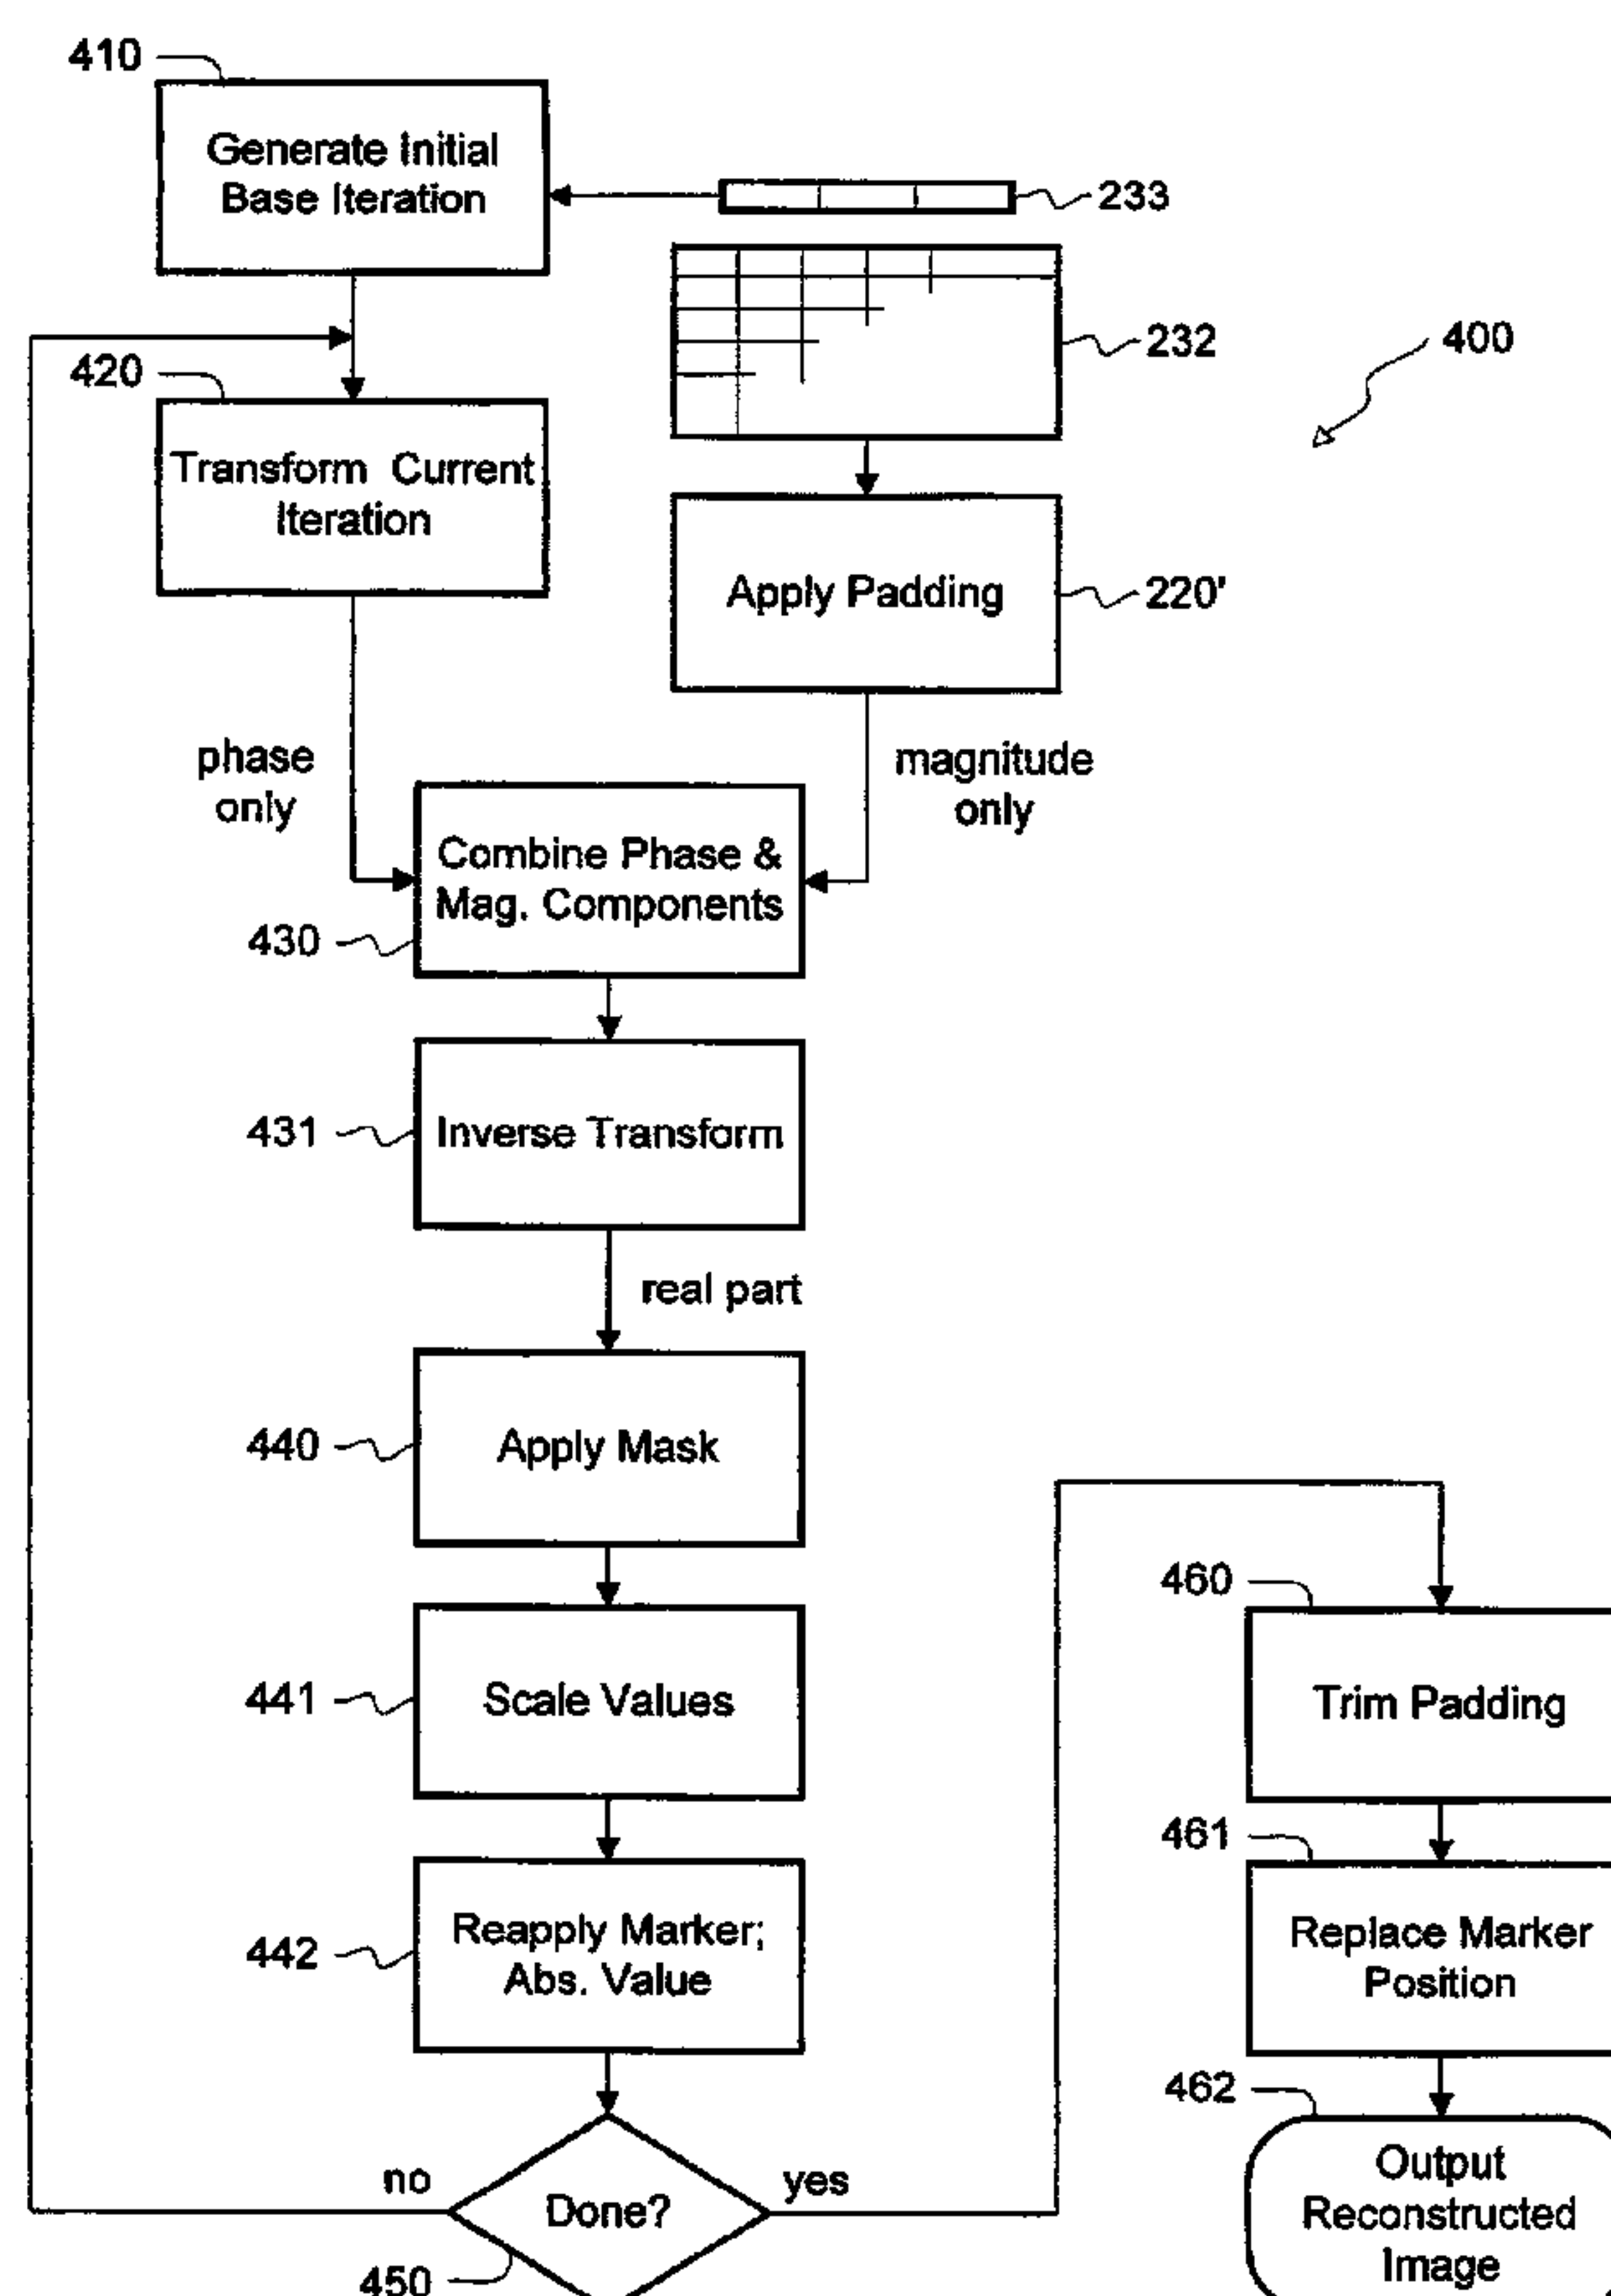 410
Generate Initial
Base Iteration
233
232
400
420
Transform Current
Iteration
Apply Padding
220'
phase
only
magnitude
only
Combine Phase &
Mag. Components
430
431
Inverse Transform
real part
440
Apply Mask
460
441
Scale Values
Trim Padding
461
442
Reapply Marker;
Abs. Value
Replace Marker
Position
462
no
Done?
yes
450
Output
Reconstructed
Image